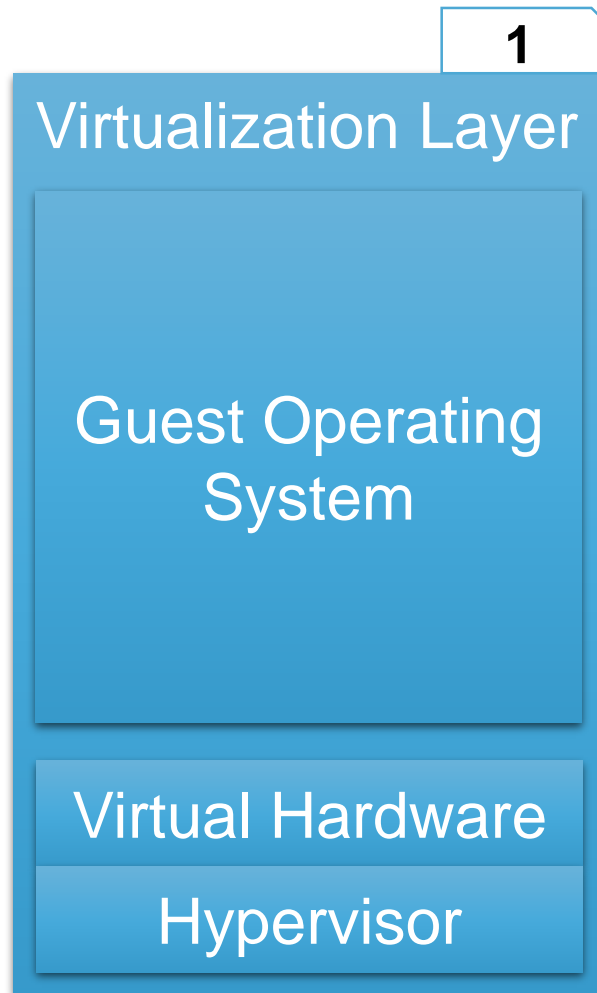 1
Virtualization Layer
Guest Operating
System
Virtual Hardware
Hypervisor